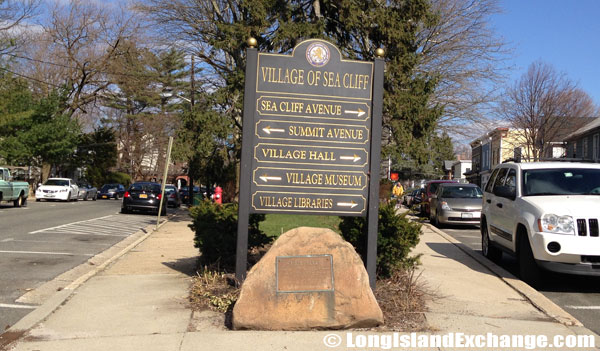 VILLAGE OF SEA CLIFF
SEA CLIFF AVENUE →
← SUMMIT AVENUE
VILLAGE HALL →
← VILLAGE MUSEUM
VILLAGE LIBRARIES →
© LongIslandExchange.com